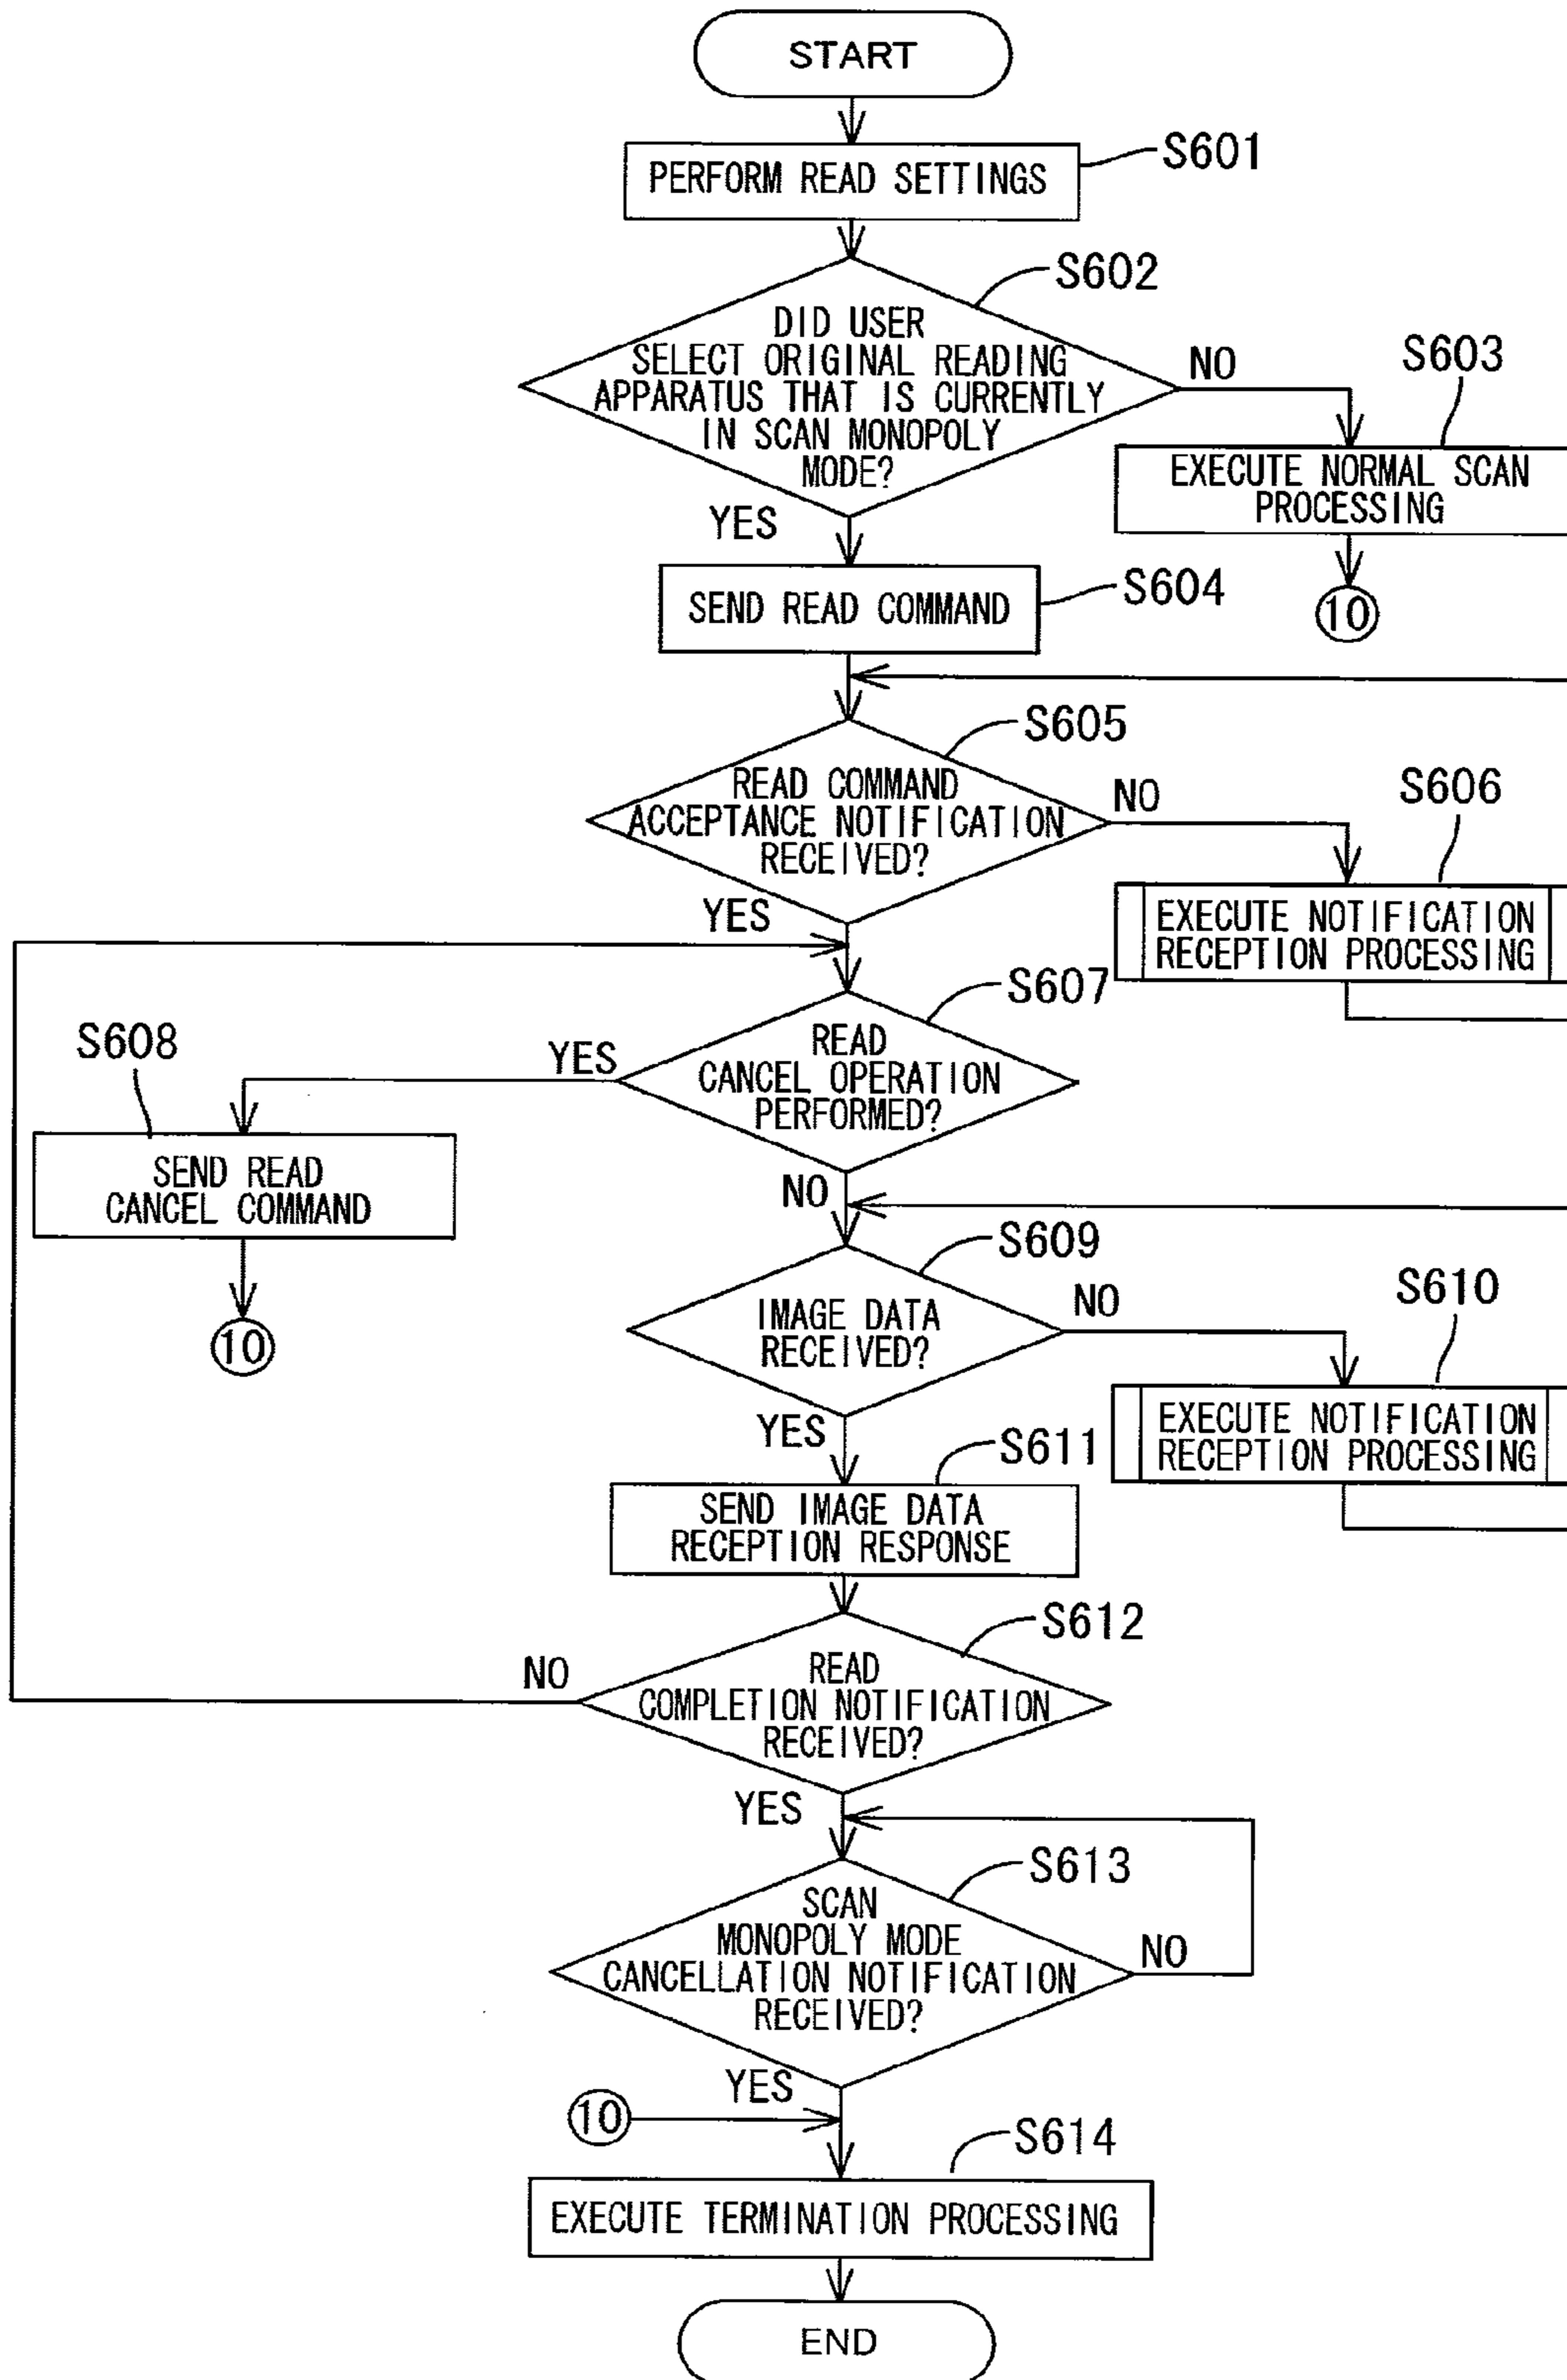 START
PERFORM READ SETTINGS
S601
S602
DID USER
SELECT ORIGINAL READING
APPARATUS THAT IS CURRENTLY
IN SCAN MONOPOLY
MODE?
NO
S603
EXECUTE NORMAL SCAN
PROCESSING
10
YES
SEND READ COMMAND
S604
S605
READ COMMAND
ACCEPTANCE NOTIFICATION
RECEIVED?
NO
S606
EXECUTE NOTIFICATION
RECEPTION PROCESSING
YES
S607
READ
CANCEL OPERATION
PERFORMED?
YES
S608
SEND READ
CANCEL COMMAND
10
NO
S609
IMAGE DATA
RECEIVED?
NO
S610
EXECUTE NOTIFICATION
RECEPTION PROCESSING
YES
S611
SEND IMAGE DATA
RECEPTION RESPONSE
S612
READ
COMPLETION NOTIFICATION
RECEIVED?
NO
YES
S613
SCAN
MONOPOLY MODE
CANCELLATION NOTIFICATION
RECEIVED?
NO
YES
10
S614
EXECUTE TERMINATION PROCESSING
END